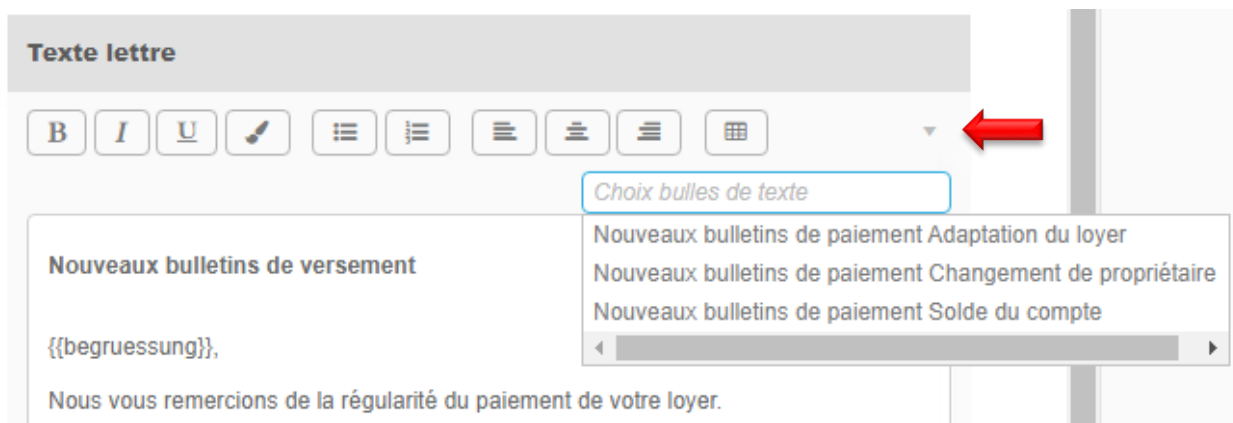 Texte lettre
B I U
Choix bulles de texte
Nouveaux bulletins de paiement Adaptation du loyer
Nouveaux bulletins de paiement Changement de propriétaire
Nouveaux bulletins de paiement Solde du compte
Nouveaux bulletins de versement
{{begruessung}},
Nous vous remercions de la régularité du paiement de votre loyer.